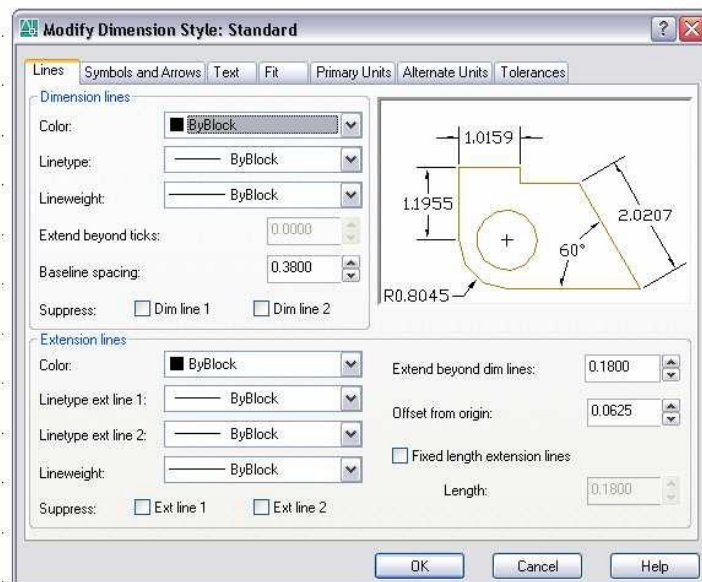 Modify Dimension Style: Standard
Lines
Symbols and Arrows
Text
Fit
Primary Units
Alternate Units
Tolerances
Dimension lines
Color:
ByBlock
Linetype:
ByBlock
Lineweight:
ByBlock
Extend beyond ticks:
0.0000
Baseline spacing:
0.3800
Suppress:
Dim line 1
Dim line 2
1.0159
1.1955
2.0207
60°
R0.8045
Extension lines
Color:
ByBlock
Linetype ext line 1:
ByBlock
Linetype ext line 2:
ByBlock
Lineweight:
ByBlock
Suppress:
Ext line 1
Ext line 2
Extend beyond dim lines:
0.1800
Offset from origin:
0.0625
Fixed length extension lines
Length:
0.1800
OK
Cancel
Help